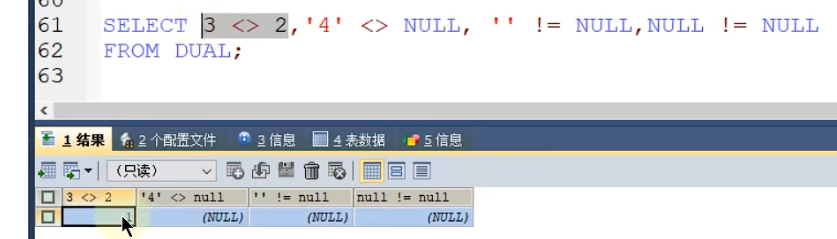 60
61 SELECT 3 <> 2,'4' <> NULL, '' != NULL,NULL != NULL
62 FROM DUAL;
63
1 结果 2 个配置文件 3 信息 4 表数据 5 信息
(只读)
3 <> 2 '4' <> null '' != null null != null
1 (NULL) (NULL) (NULL)